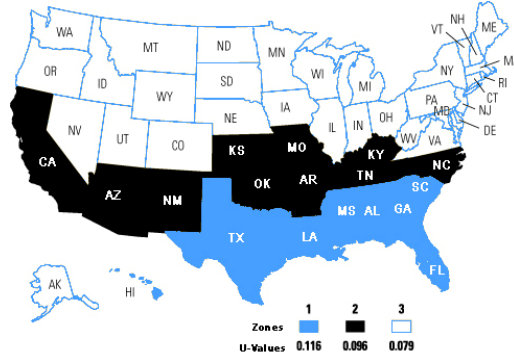 WA
MT
ND
MN
VT
NH
ME
OR
ID
WY
SD
WI
MI
NY
M
RI
CT
NV
UT
CO
NE
IA
IL
IN
OH
PA
NJ
MD
DE
WV
VA
CA
AZ
NM
KS
MO
KY
OK
AR
TN
NC
SC
TX
LA
MS
AL
GA
FL
AK
HI
Zones 1 2 3
U-Values 0.116 0.096 0.079